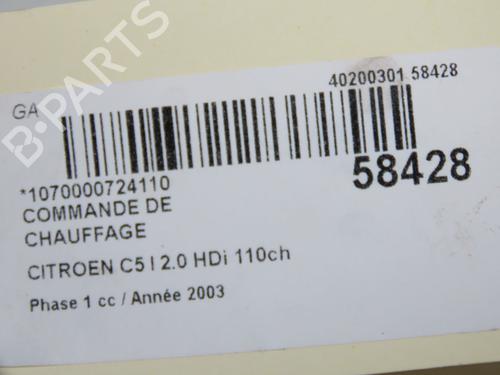 B-PARTS
GA
40200301 58428
*1070000724110
58428
COMMANDE DE
CHAUFFAGE
CITROEN C5 I 2.0 HDi 110ch
Phase 1 cc / Année 2003